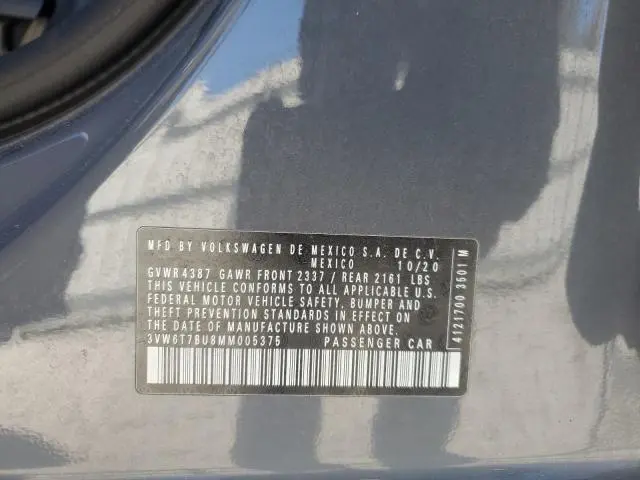 MFD BY VOLKSWAGEN DE MEXICO S.A. DE C.V.
MEXICO 10/20
GVWR 4387 GAWR FRONT 2337 / REAR 2161 LBS
THIS VEHICLE CONFORMS TO ALL APPLICABLE U.S.
FEDERAL MOTOR VEHICLE SAFETY, BUMPER AND
THEFT PREVENTION STANDARDS IN EFFECT ON
THE DATE OF MANUFACTURE SHOWN ABOVE.
3VW6T7BU8MM005375 PASSENGER CAR
4121700 3501 M